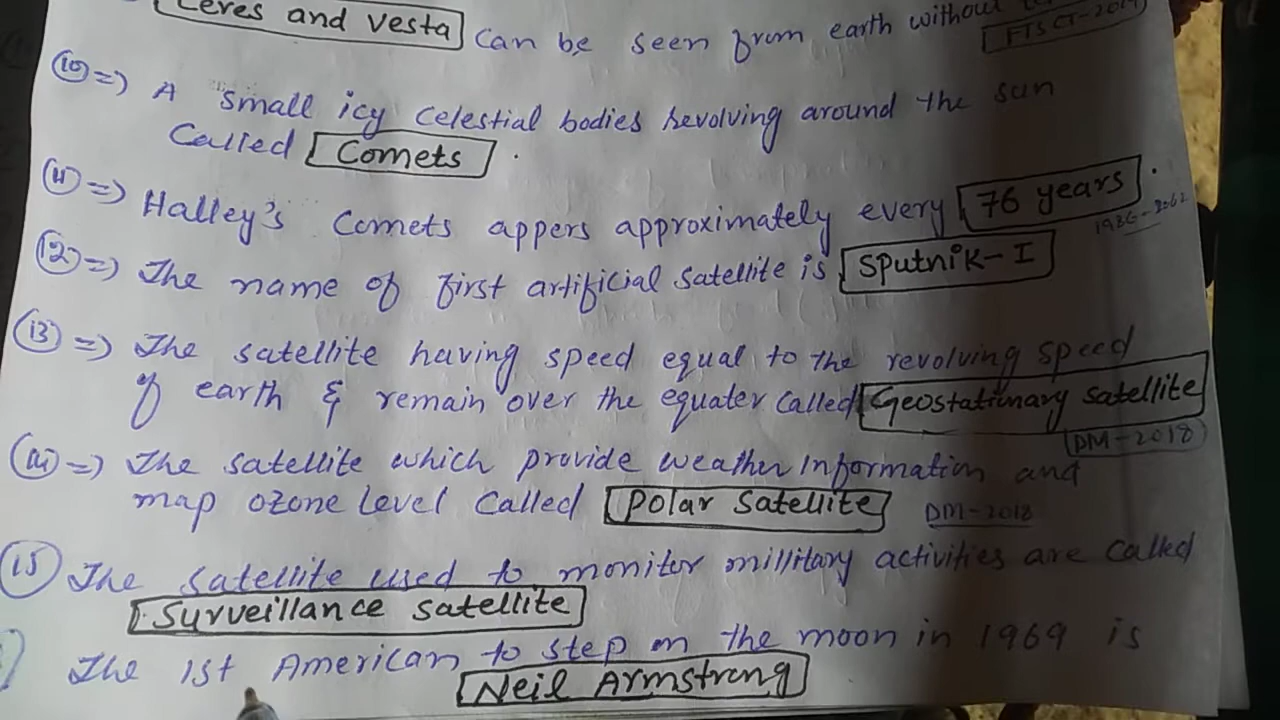 Ceres and Vesta can be seen from earth without
FTSCT-2019
(10) => A small icy celestial bodies revolving around the sun
Called Comets.
(11) => Halley's Comets appers approximately every 76 years.
1986-2062
(12) => The name of first artificial satellite is Sputnik-I
(13) => The satellite having speed equal to the revolving speed
of earth & remain over the equater called Geostationary satellite
DM-2018
(14) => The satellite which provide weather information and
map ozone level called Polar Satellite DM-2018
(15) The satellite used to monitor millitary activities are called
Surveillance satellite
The 1st American to step on the moon in 1969 is
Neil Armstrong